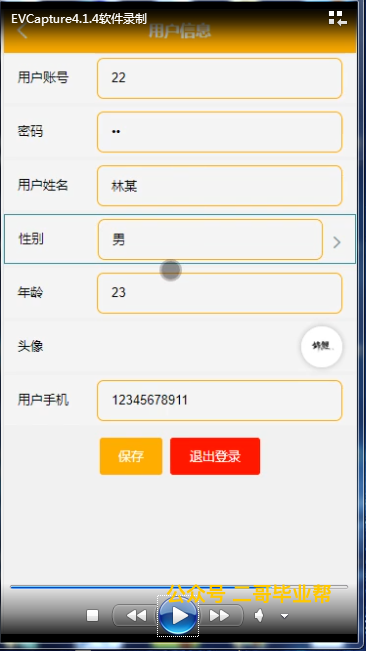 EVCapture4.1.4软件录制
用户信息
用户账号 22
密码 ••
用户姓名 林某
性别 男
年龄 23
头像
用户手机 12345678911
保存 退出登录
公众号 二哥毕业帮